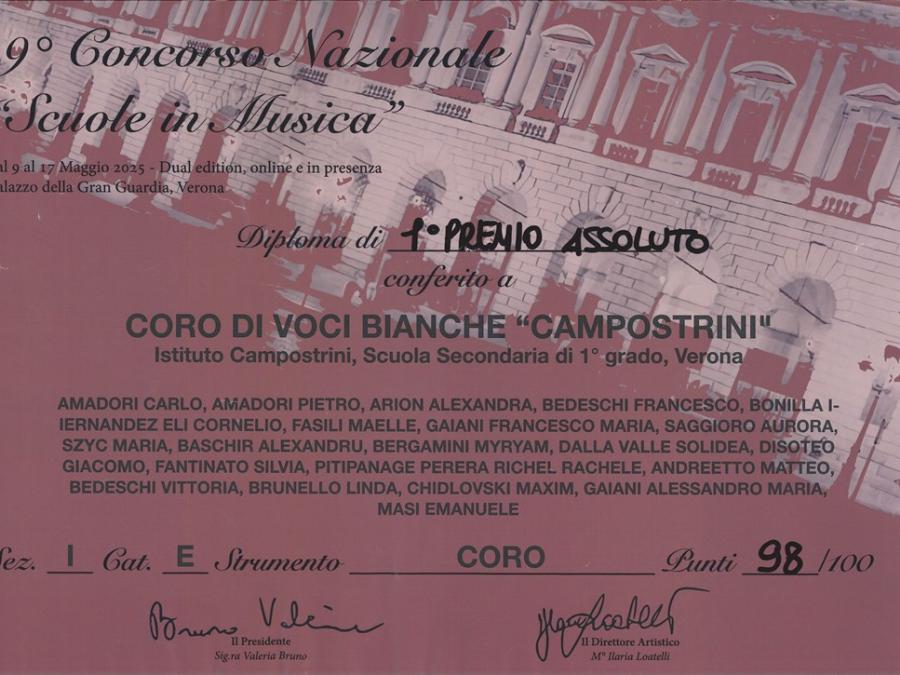 9° Concorso Nazionale
"Scuole in Musica"
al 9 al 17 Maggio 2025 - Dual edition, online e in presenza
alazzo della Gran Guardia, Verona
Diploma di 1° PREMIO ASSOLUTO
conferito a
CORO DI VOCI BIANCHE "CAMPOSTRINI"
Istituto Campostrini, Scuola Secondaria di 1° grado, Verona
AMADORI CARLO, AMADORI PIETRO, ARION ALEXANDRA, BEDESCHI FRANCESCO, BONILLA I-
IERNANDEZ ELI CORNELIO, FASILI MAELLE, GAIANI FRANCESCO MARIA, SAGGIORO AURORA,
SZYC MARIA, BASCHIR ALEXANDRU, BERGAMINI MYRYAM, DALLA VALLE SOLIDEA, DISOTEO
GIACOMO, FANTINATO SILVIA, PITIPANAGE PERERA RICHEL RACHELE, ANDREETTO MATTEO,
BEDESCHI VITTORIA, BRUNELLO LINDA, CHIDLOVSKI MAXIM, GAIANI ALESSANDRO MARIA,
MASI EMANUELE
Sez. I Cat. E Strumento CORO Punti 98 /100
Il Presidente
Sig.ra Valeria Bruno
Il Direttore Artistico
M° Ilaria Loatelli